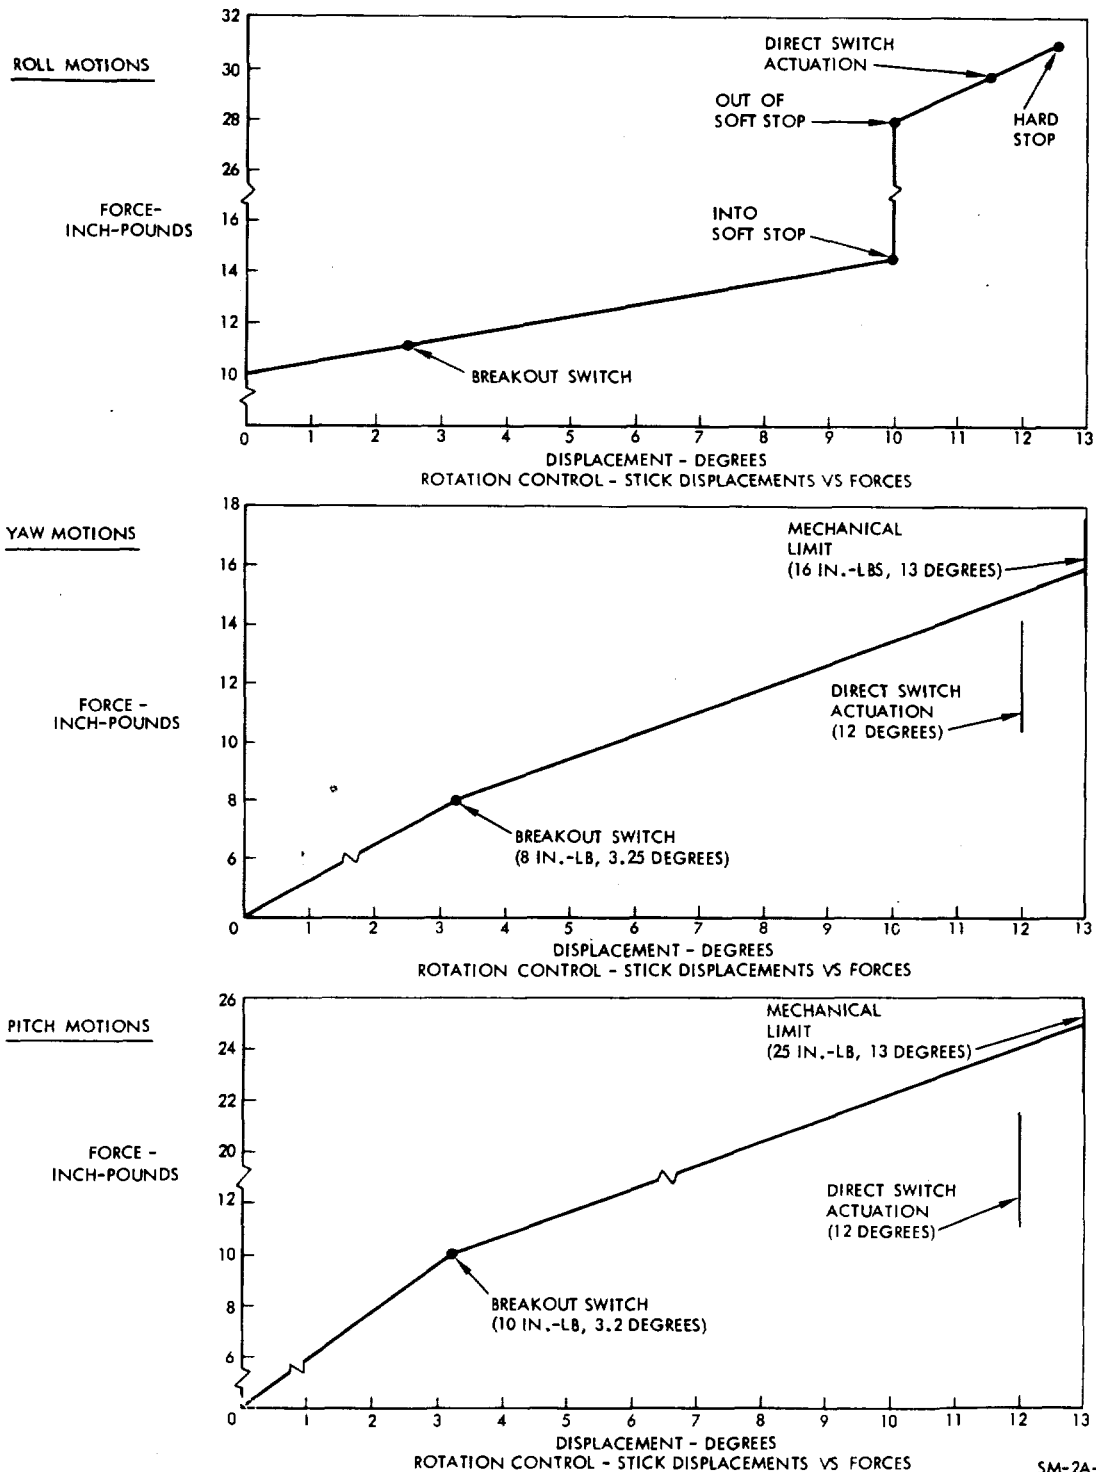 ROLL MOTIONS
FORCE-
INCH-POUNDS
32
30
28
26
16
14
12
10
DIRECT SWITCH
ACTUATION
OUT OF
SOFT STOP
HARD
STOP
INTO
SOFT STOP
BREAKOUT SWITCH
0 1 2 3 4 5 6 7 8 9 10 11 12 13
DISPLACEMENT - DEGREES
ROTATION CONTROL - STICK DISPLACEMENTS VS FORCES
YAW MOTIONS
FORCE -
INCH-POUNDS
18
16
14
12
10
8
6
MECHANICAL
LIMIT
(16 IN.-LBS, 13 DEGREES)
DIRECT SWITCH
ACTUATION
(12 DEGREES)
BREAKOUT SWITCH
(8 IN.-LB, 3.25 DEGREES)
0 1 2 3 4 5 6 7 8 9 10 11 12 13
DISPLACEMENT - DEGREES
ROTATION CONTROL - STICK DISPLACEMENTS VS FORCES
PITCH MOTIONS
FORCE -
INCH-POUNDS
26
24
22
20
12
10
8
6
MECHANICAL
LIMIT
(25 IN.-LB, 13 DEGREES)
DIRECT SWITCH
ACTUATION
(12 DEGREES)
BREAKOUT SWITCH
(10 IN.-LB, 3.2 DEGREES)
0 1 2 3 4 5 6 7 8 9 10 11 12 13
DISPLACEMENT - DEGREES
ROTATION CONTROL - STICK DISPLACEMENTS VS FORCES
SM-2A-